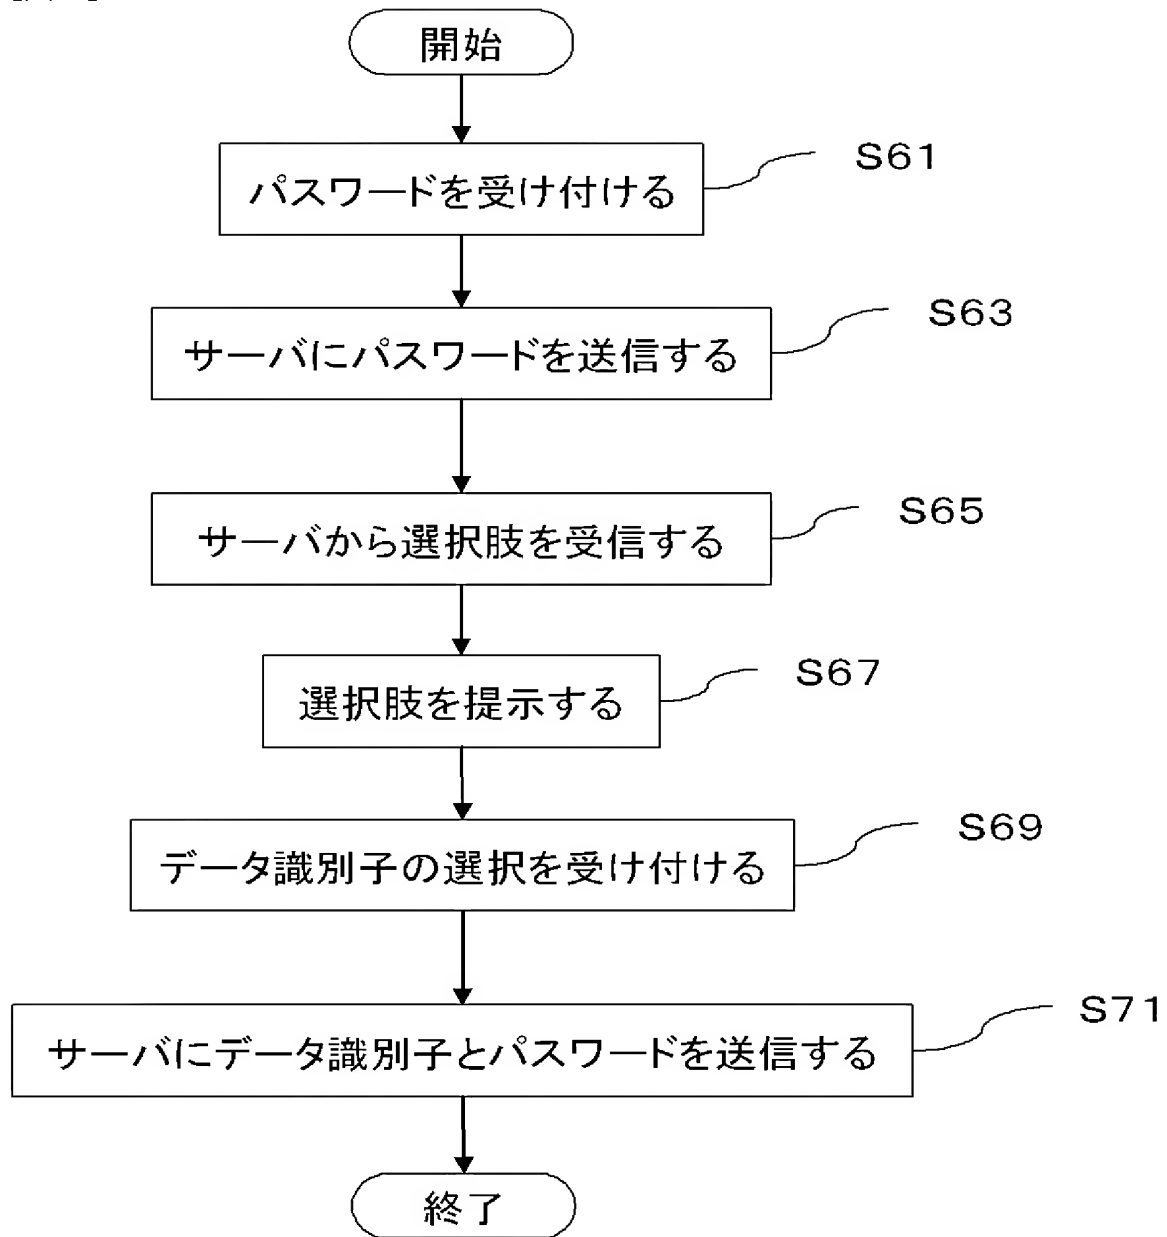 開始
パスワードを受け付ける
S61
サーバにパスワードを送信する
S63
サーバから選択肢を受信する
S65
選択肢を提示する
S67
データ識別子の選択を受け付ける
S69
サーバにデータ識別子とパスワードを送信する
S71
終了